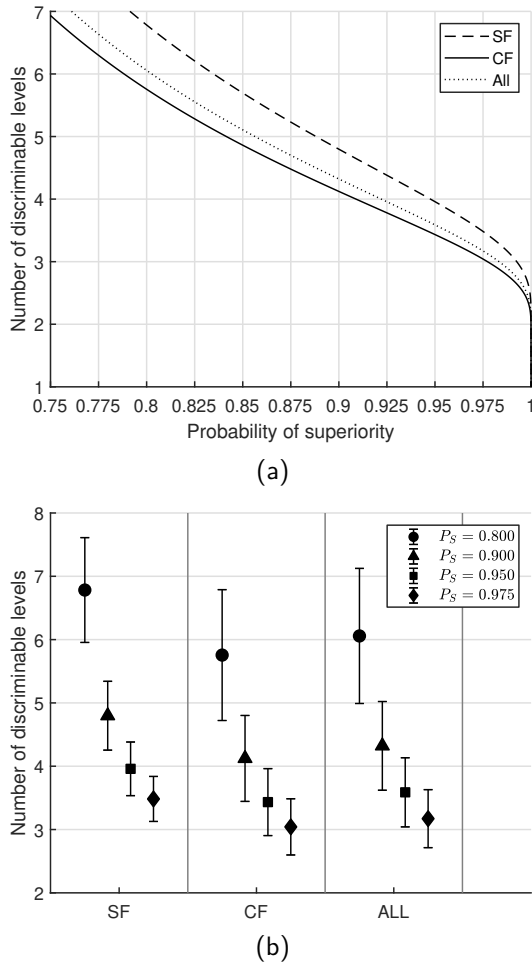 7
6
5
4
3
2
1
Number of discriminable levels
SF
CF
All
0.75 0.775 0.8 0.825 0.85 0.875 0.9 0.925 0.95 0.975 1
Probability of superiority
(a)
8
7
6
5
4
3
2
Number of discriminable levels
P_S = 0.800
P_S = 0.900
P_S = 0.950
P_S = 0.975
SF CF ALL
(b)